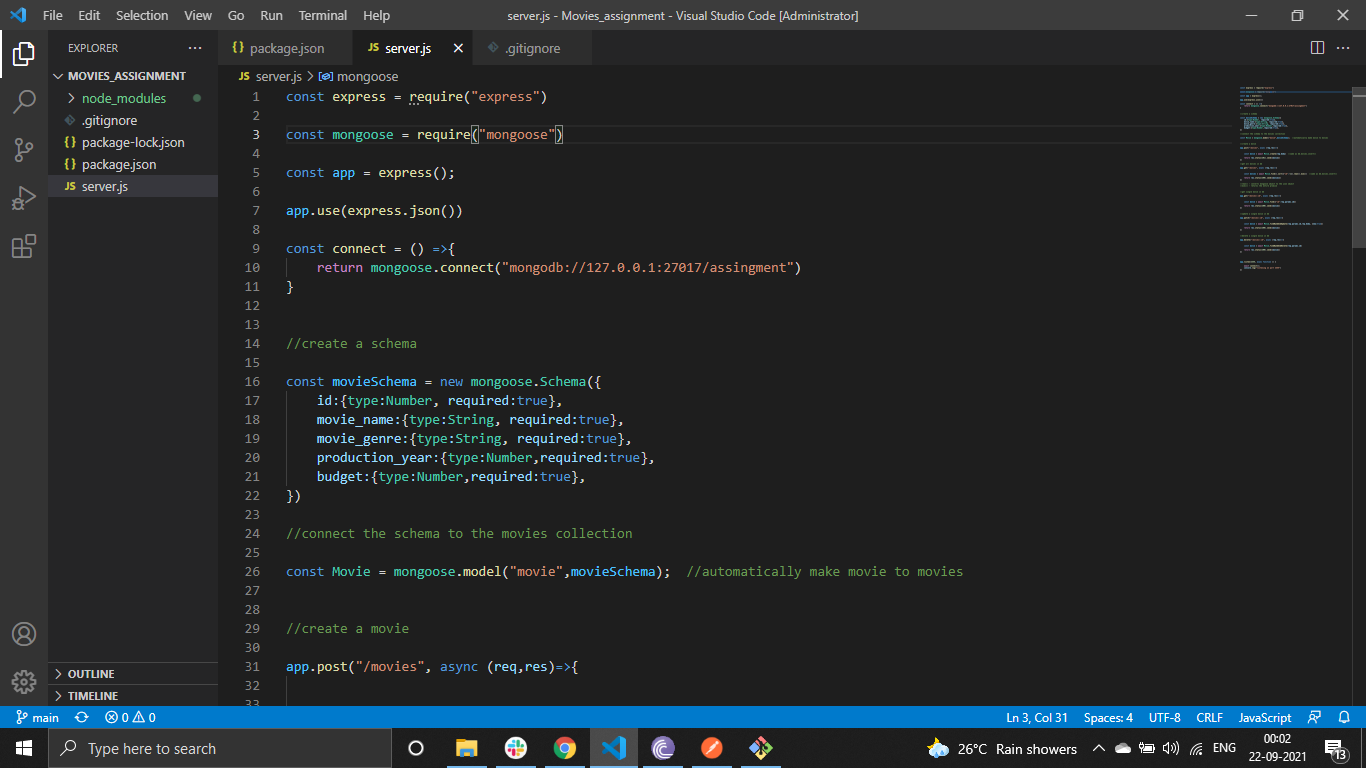 File Edit Selection View Go Run Terminal Help
server.js - Movies_assignment - Visual Studio Code [Administrator]
EXPLORER
MOVIES_ASSIGNMENT
node_modules
.gitignore
package-lock.json
package.json
server.js
OUTLINE
TIMELINE
package.json
server.js
.gitignore
server.js > mongoose
1 const express = require("express")
2
3 const mongoose = require("mongoose")
4
5 const app = express();
6
7 app.use(express.json())
8
9 const connect = () =>{
10 return mongoose.connect("mongodb://127.0.0.1:27017/assingment")
11 }
12
13
14 //create a schema
15
16 const movieSchema = new mongoose.Schema({
17 id:{type:Number, required:true},
18 movie_name:{type:String, required:true},
19 movie_genre:{type:String, required:true},
20 production_year:{type:Number,required:true},
21 budget:{type:Number,required:true},
22 })
23
24 //connect the schema to the movies collection
25
26 const Movie = mongoose.model("movie",movieSchema); //automatically make movie to movies
27
28
29 //create a movie
30
31 app.post("/movies", async (req,res)=>{
32
33
main 0 0
Ln 3, Col 31 Spaces: 4 UTF-8 CRLF JavaScript
Type here to search
26°C Rain showers
ENG
00:02
22-09-2021
13